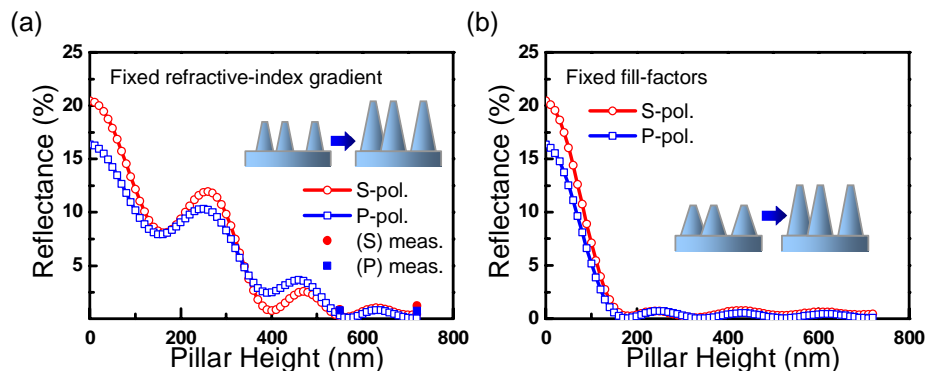 (a)
25
20
15
10
5
0
200
400
600
800
Reflectance (%)
Pillar Height (nm)
Fixed refractive-index gradient
S-pol.
P-pol.
(S) meas.
(P) meas.
(b)
25
20
15
10
5
0
200
400
600
800
Reflectance (%)
Pillar Height (nm)
Fixed fill-factors
S-pol.
P-pol.